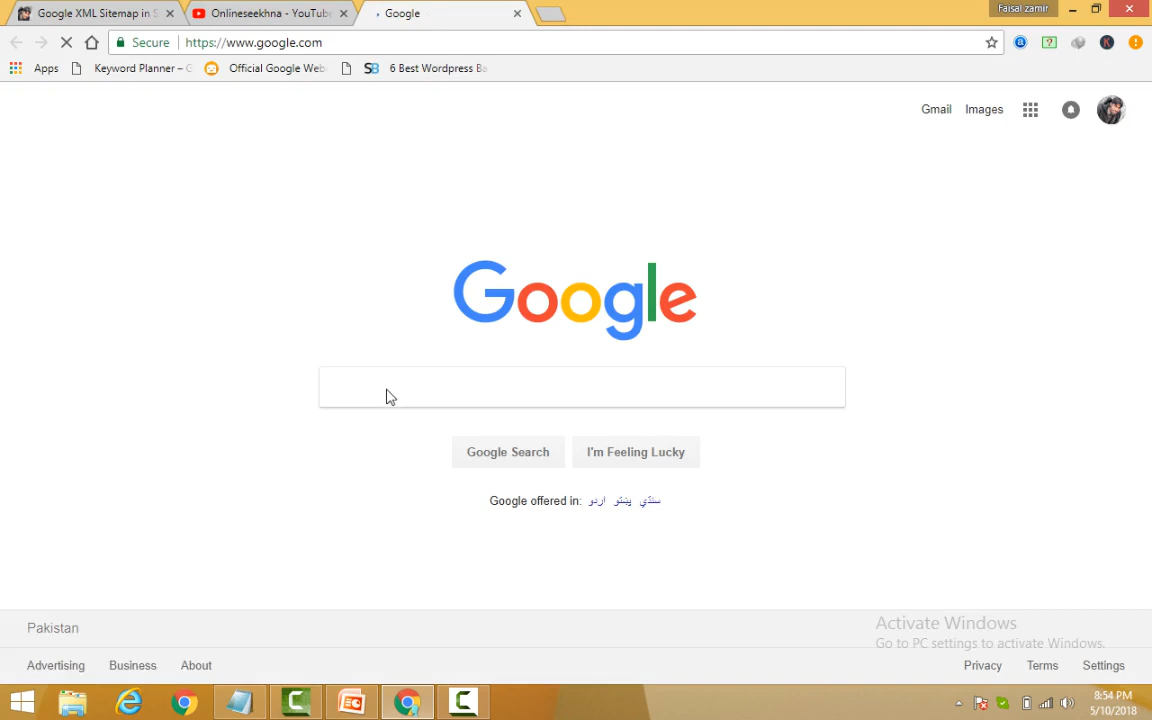 Google XML Sitemap in S
Onlineseekhna - YouTube
Google
Faisal zamir
Secure
https://www.google.com
Apps
Keyword Planner – G
Official Google Web
6 Best Wordpress Ba
Gmail
Images
Google
Google Search
I'm Feeling Lucky
Google offered in: اردو پښتو سنڌي
Pakistan
Activate Windows
Go to PC settings to activate Windows.
Advertising
Business
About
Privacy
Terms
Settings
8:54 PM
5/10/2018